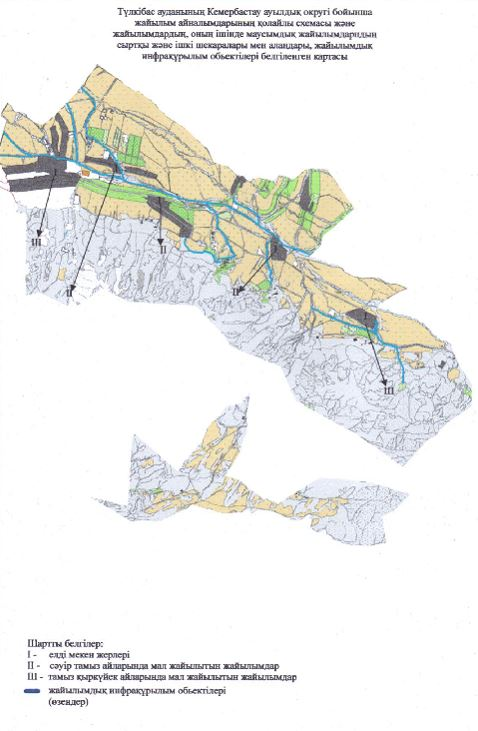 Түлкібас ауданының Кемербастау ауылдық округі бойынша
жайылым айналымдарының қолайлы схемасы және
жайылымдардың, оның ішінде маусымдық жайылымдардың
сыртқы және ішкі шекаралары мен алаңдары, жайылымдық
инфрақұрылым объектілері белгіленген картасы
III
II
II
II
III
Шартты белгілер:
I - елді мекен жерлері
II - сәуір тамыз айларында мал жайылытын жайылымдар
III - тамыз қыркүйек айларында мал жайылытын жайылымдар
жайылымдық инфрақұрылым обьектілері
(өзендер)